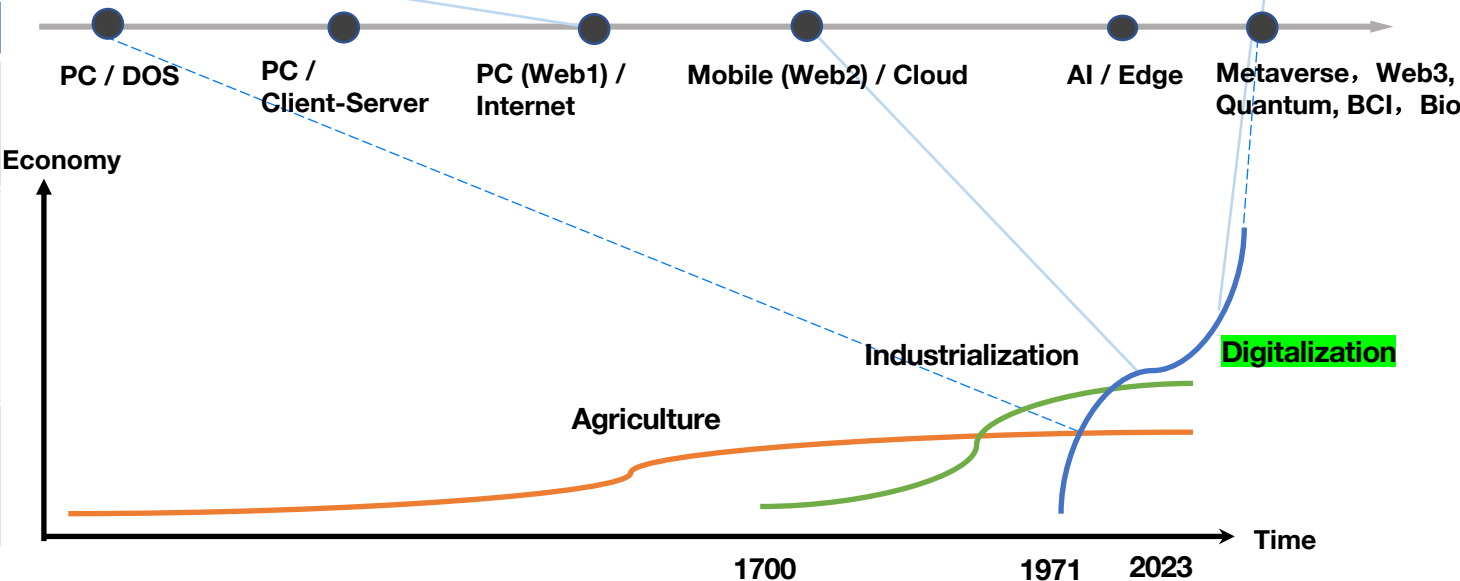 PC / DOS
PC /
Client-Server
PC (Web1) /
Internet
Mobile (Web2) / Cloud
AI / Edge
Metaverse，Web3,
Quantum, BCI，Bio
Economy
Industrialization
Digitalization
Agriculture
Time
1700
1971
2023